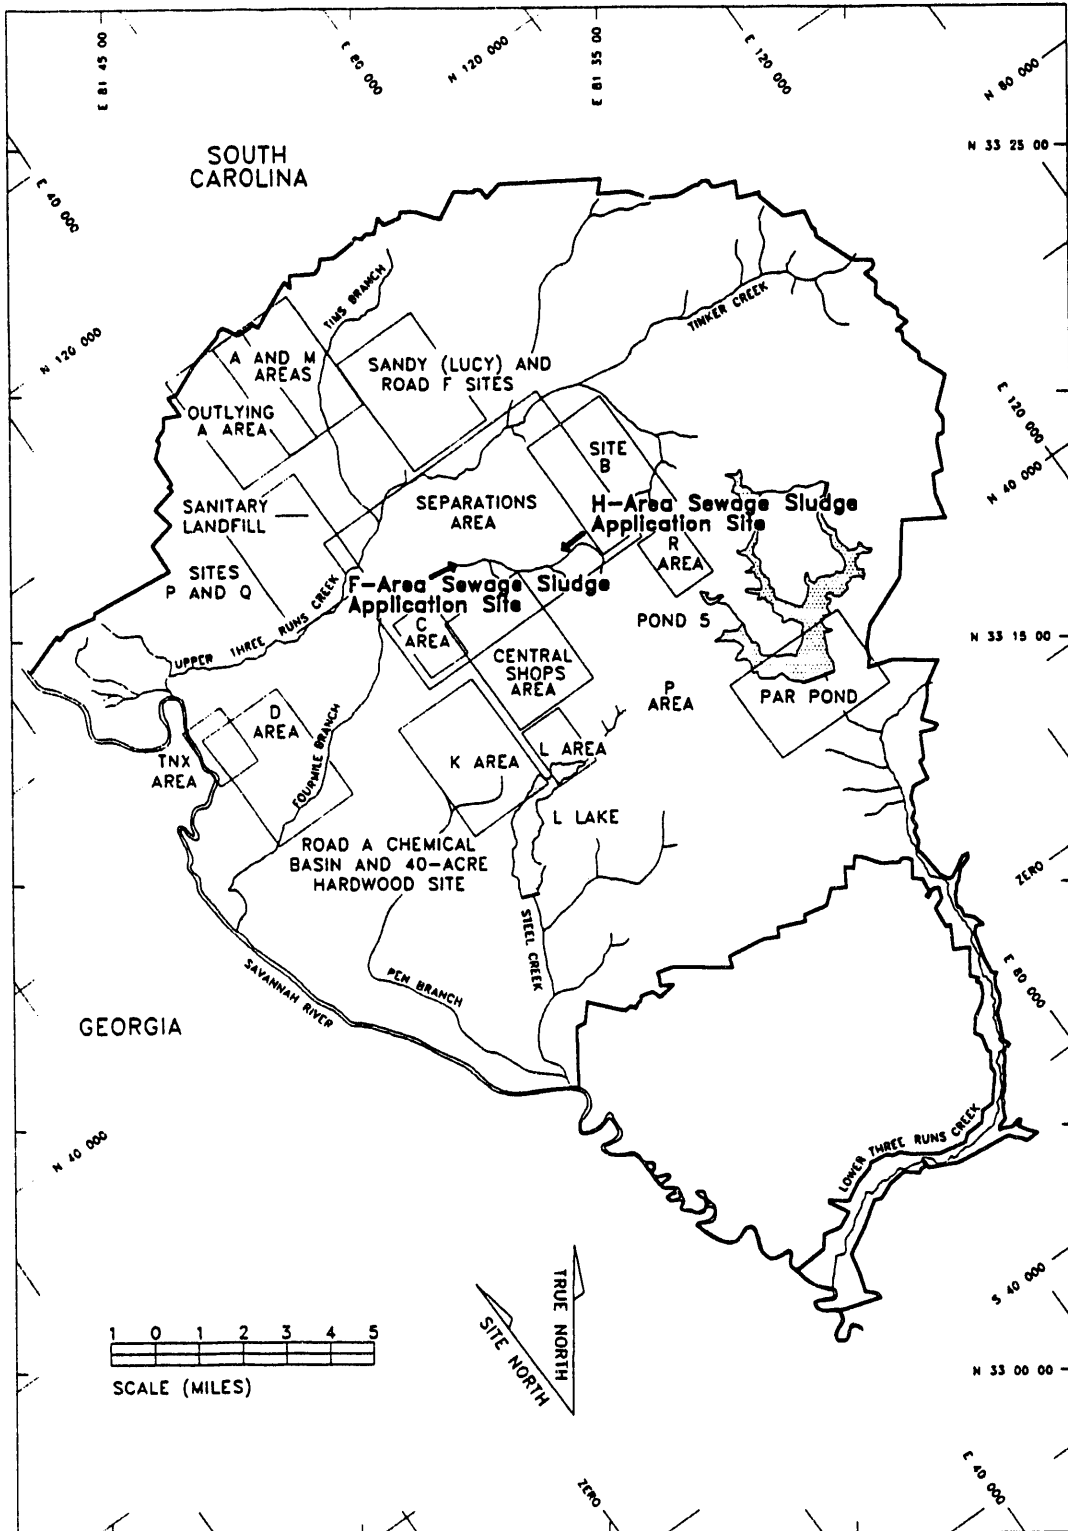 E 81 45 00
E 80 000
N 120 000
E 81 35 00
E 120 000
N 80 000
N 33 25 00
SOUTH
CAROLINA
E 40 000
TIMS BRANCH
TINKER CREEK
N 120 000
A AND M
AREAS
SANDY (LUCY) AND
ROAD F SITES
OUTLYING
A AREA
E 120 000
N 40 000
SITE
B
SANITARY
LANDFILL
SEPARATIONS
AREA
H-Area Sewage Sludge
Application Site
R
AREA
SITES
P AND Q
F-Area Sewage Sludge
Application Site
C
AREA
POND 5
N 33 15 00
UPPER THREE RUNS CREEK
CENTRAL
SHOPS
AREA
P
AREA
PAR POND
D
AREA
TNX
AREA
FOURMILE BRANCH
K AREA
L AREA
L LAKE
ROAD A CHEMICAL
BASIN AND 40-ACRE
HARDWOOD SITE
ZERO
STEEL CREEK
PEN BRANCH
SAVANNAH RIVER
E 80 000
GEORGIA
N 40 000
LOWER THREE RUNS CREEK
S 40 000
TRUE NORTH
SITE NORTH
1 0 1 2 3 4 5
SCALE (MILES)
N 33 00 00
ZERO
E 40 000